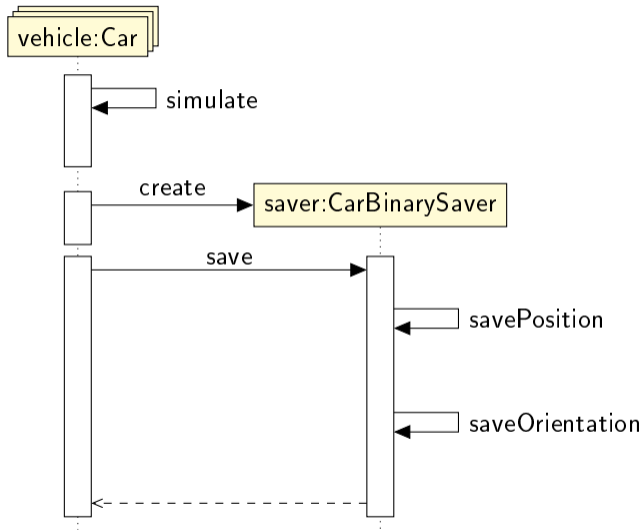 vehicle:Car
simulate
create
saver:CarBinarySaver
save
savePosition
saveOrientation